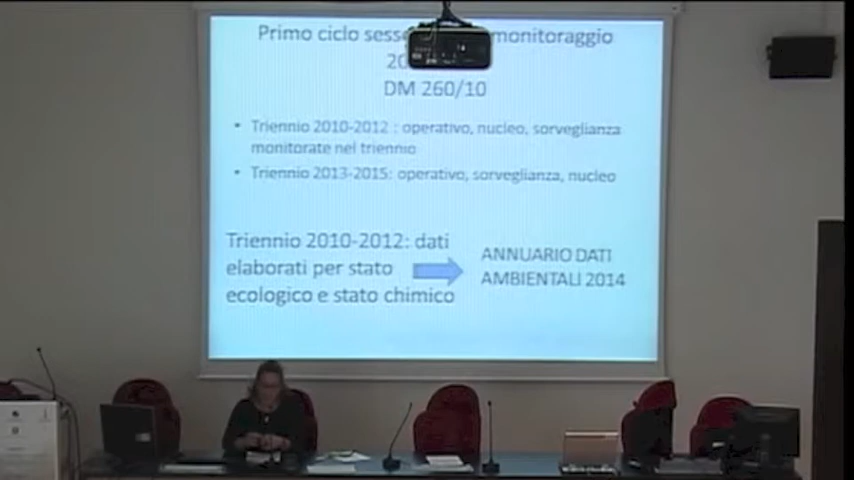 Primo ciclo sess monitoraggio
20
DM 260/10
• Triennio 2010-2012 : operativo, nucleo, sorveglianza
monitorate nel triennio
• Triennio 2013-2015: operativo, sorveglianza, nucleo
Triennio 2010-2012: dati
elaborati per stato
ecologico e stato chimico
ANNUARIO DATI
AMBIENTALI 2014